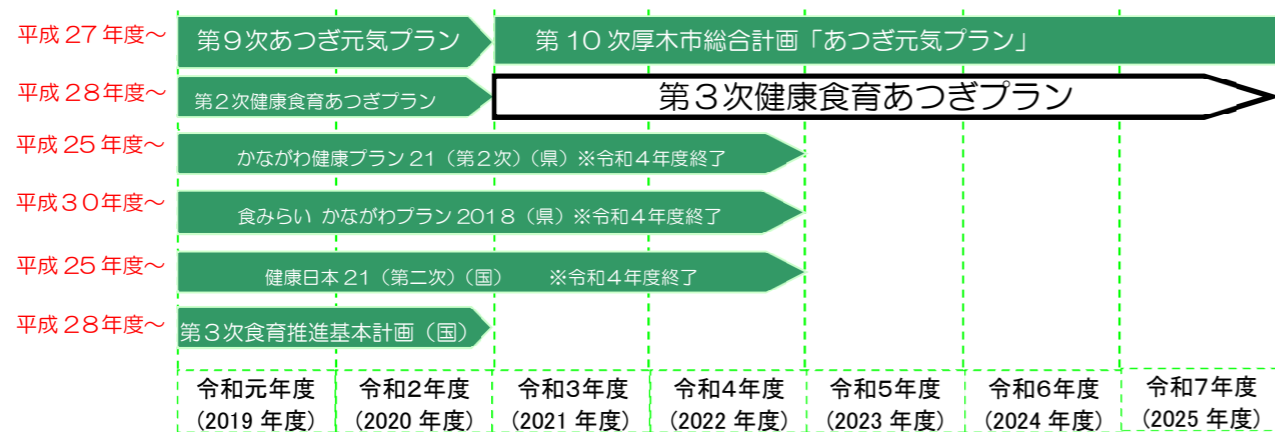 平成27年度～ 第９次あつぎ元気プラン 第10次厚木市総合計画「あつぎ元気プラン」
平成28年度～ 第２次健康食育あつぎプラン 第３次健康食育あつぎプラン
平成25年度～ かながわ健康プラン21（第２次）（県）※令和４年度終了
平成３０年度～ 食みらい かながわプラン2018（県）※令和４年度終了
平成25年度～ 健康日本21（第二次）（国） ※令和４年度終了
平成28年度～ 第３次食育推進基本計画（国）
令和元年度 令和2年度 令和3年度 令和4年度 令和5年度 令和6年度 令和7年度
(2019 年度) (2020 年度) (2021 年度) (2022 年度) (2023 年度) (2024 年度) (2025 年度)